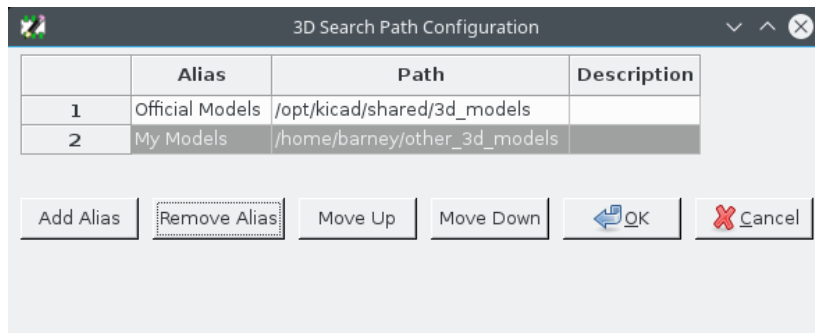 3D Search Path Configuration
Alias Path Description
1 Official Models /opt/kicad/shared/3d_models
2 My Models /home/barney/other_3d_models
Add Alias Remove Alias Move Up Move Down OK Cancel